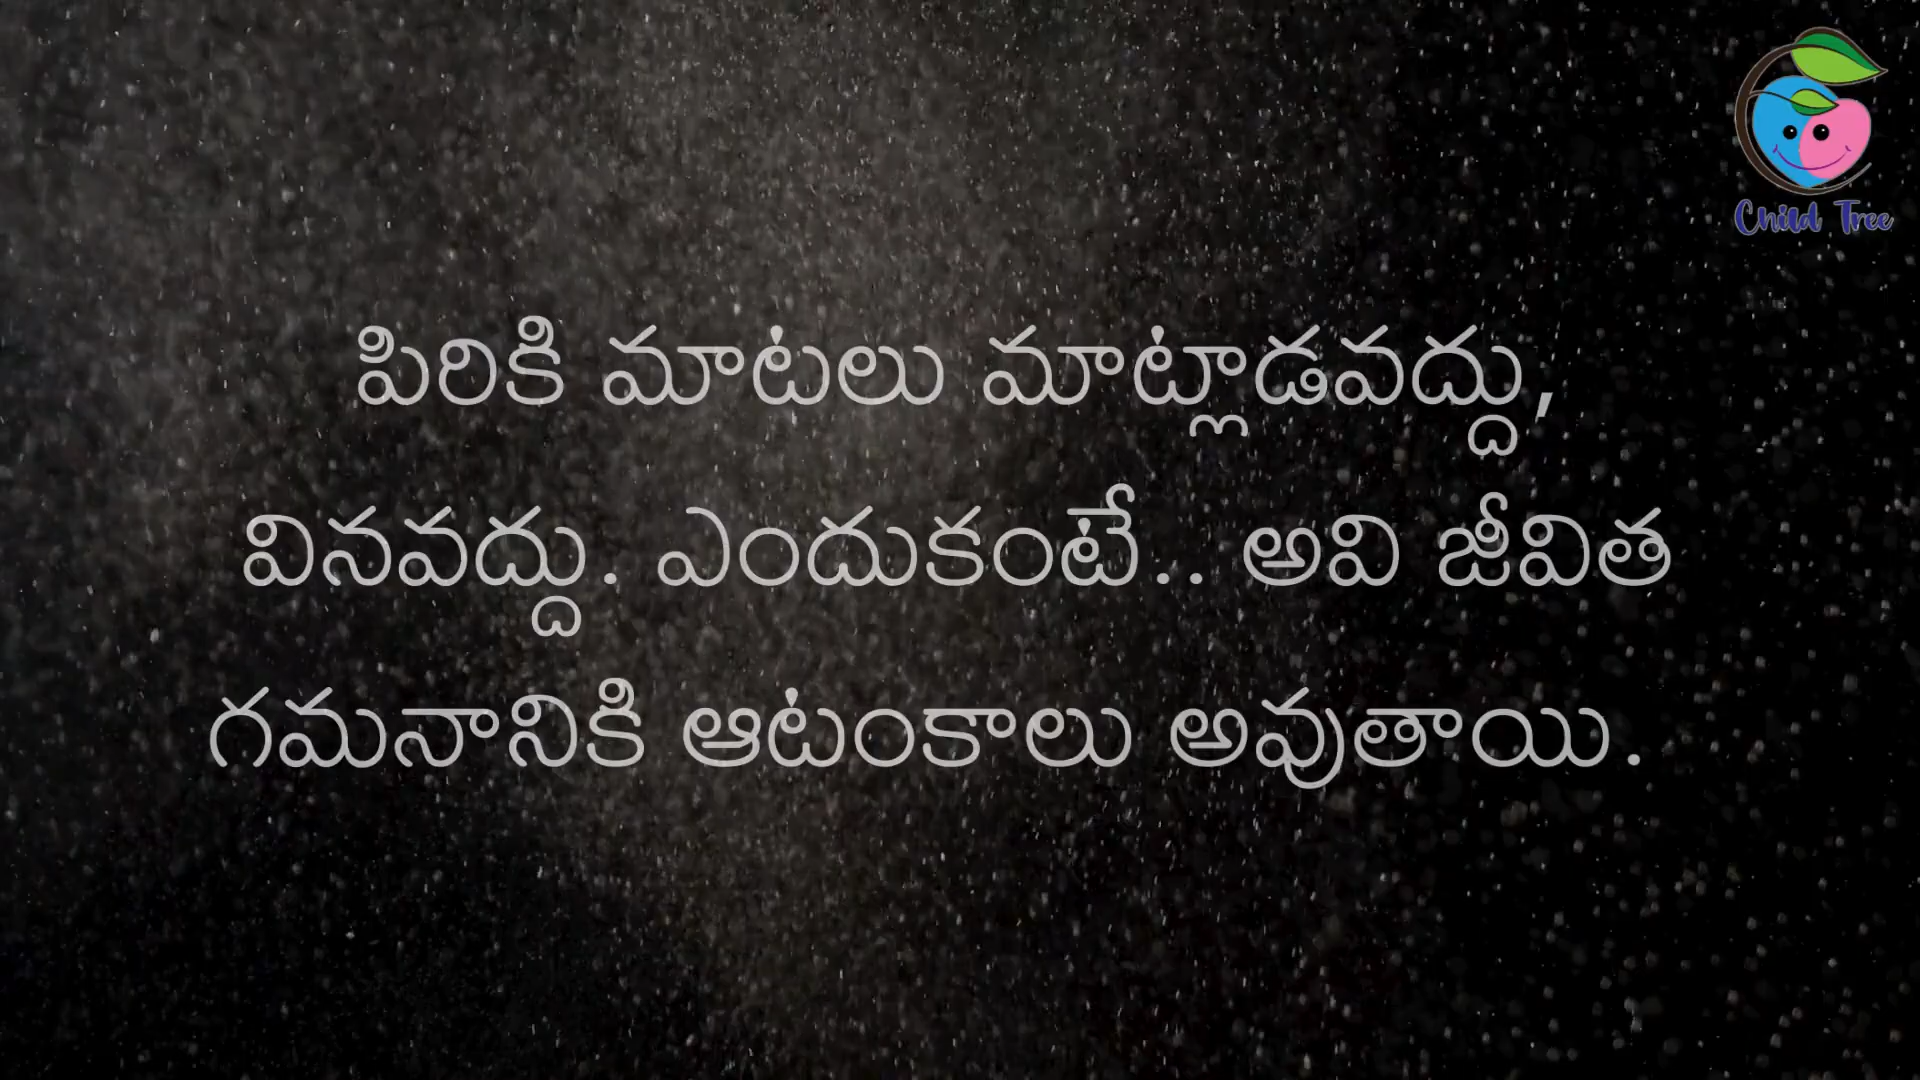 Child Tree
పిరికి మాటలు మాట్లాడవద్దు,
వినవద్దు. ఎందుకంటే.. అవి జీవిత
గమనానికి ఆటంకాలు అవుతాయి.